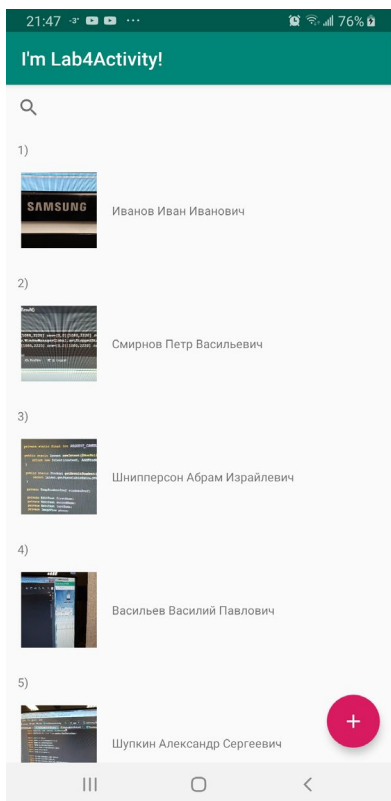 21:47 -3° ... 76%
I'm Lab4Activity!
1)
SAMSUNG
Иванов Иван Иванович
2)
Смирнов Петр Васильевич
3)
Шнипперсон Абрам Израйлевич
4)
Васильев Василий Павлович
5)
Шупкин Александр Сергеевич
+